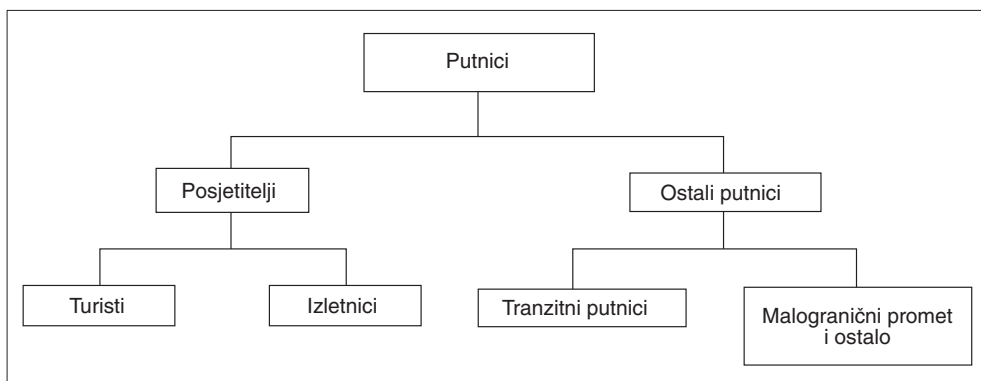 Putnici
Posjetitelji
Ostali putnici
Turisti
Izletnici
Tranzitni putnici
Malogranični promet
i ostalo